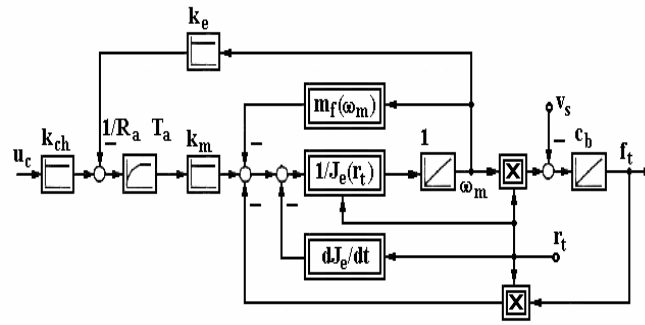 k_e
m_f(ω_m)
v_s
k_ch
1/R_a T_a
k_m
1
c_b
u_c
1/J_e(r_t)
ω_m
X
f_t
dJ_e/dt
r_t
X